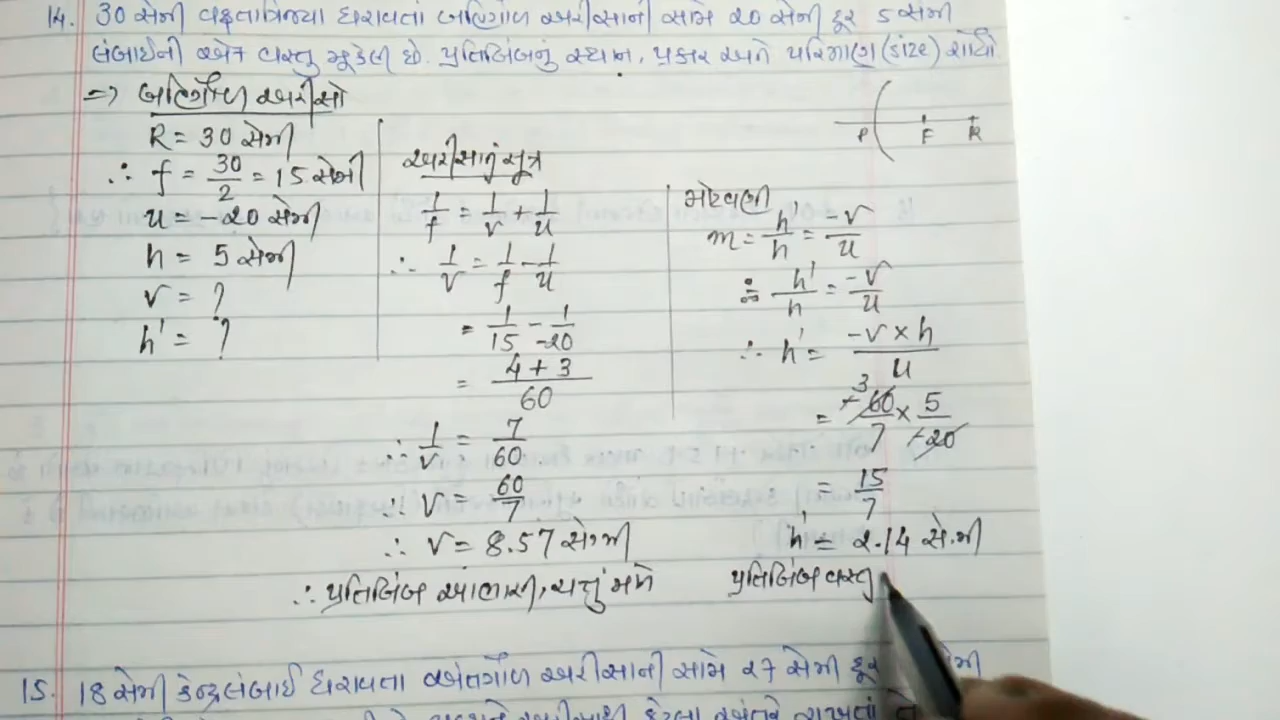 14. 30 સેમી વક્રતાત્રિજ્યા ધરાવતાં બહિર્ગોળ અરીસાની સામે 20 સેમી દૂર 5 સેમી
લંબાઈની એક વસ્તુ મૂકેલી છે. પ્રતિબિંબનું સ્થાન, પ્રકાર અને પરિમાણ (size) શોધો
⇒ બહિર્ગોળ અરીસો
R = 30 સેમી
∴ f = 30/2 = 15 સેમી
u = -20 સેમી
h = 5 સેમી
v = ?
h' = ?
અરીસાનું સૂત્ર
1/f = 1/v + 1/u
∴ 1/v = 1/f - 1/u
= 1/15 - 1/-20
= 4+3/60
∴ 1/v = 7/60
∴ v = 60/7
∴ v = 8.57 સેમી
∴ પ્રતિબિંબ આભાસી, ચત્તું મળે
P F R
મોટવણી
m = h'/h = -v/u
∴ h'/h = -v/u
∴ h' = -v×h/u
= -60/7 × 5/-20
3
= 15/7
h' = 2.14 સે.મી
પ્રતિબિંબ વસ્તુ
15. 18 સેમી કેન્દ્રલંબાઈ ધરાવતા અંતર્ગોળ અરીસાની સામે 27 સેમી દૂર